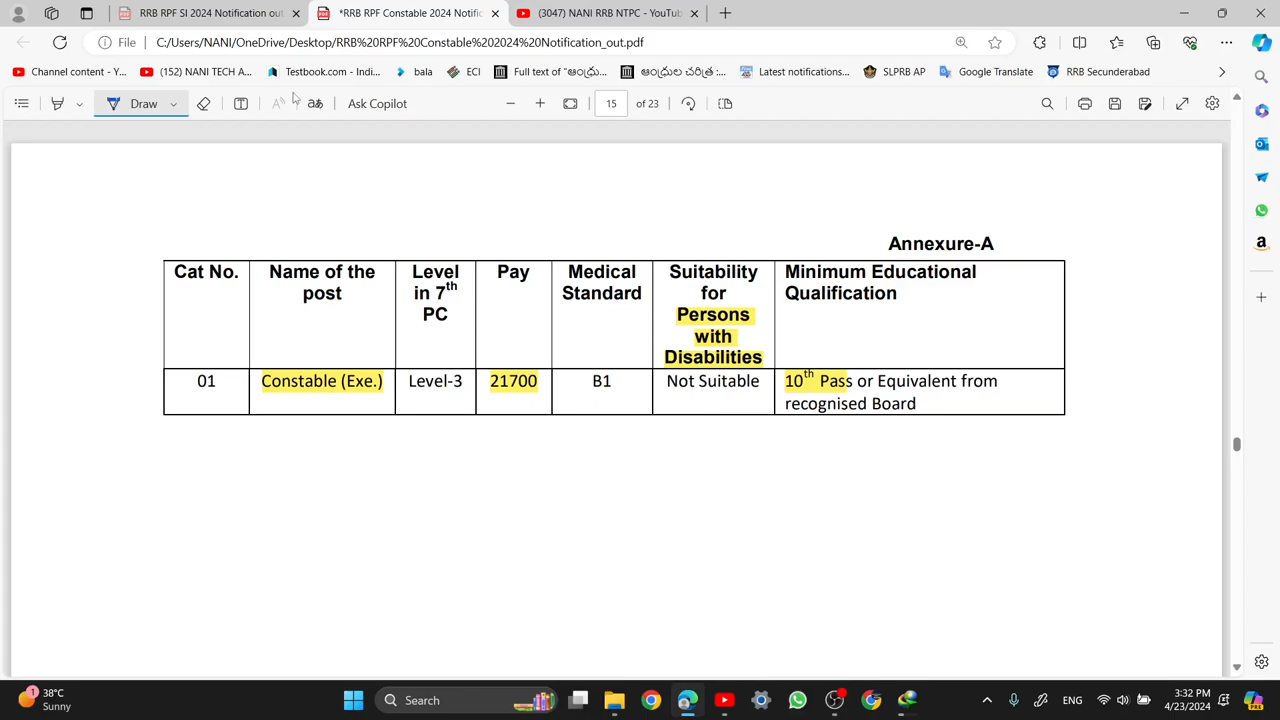 RRB RPF SI 2024 Notification out
*RRB RPF Constable 2024 Notific
(3047) NANI RRB NTPC - YouTub
File
C:/Users/NANI/OneDrive/Desktop/RRB%20RPF%20Constable%202024%20Notification_out.pdf
Channel content - Y...
(152) NANI TECH A...
Testbook.com - Indi...
bala
ECI
Full text of "ఆంధ్రు...
ఆంధ్రుల చరిత్ర :...
Latest notifications...
SLPRB AP
Google Translate
RRB Secunderabad
Draw
Ask Copilot
15
of 23
Annexure-A
Cat No.
Name of the
post
Level
in 7th
PC
Pay
Medical
Standard
Suitability
for
Persons
with
Disabilities
Minimum Educational
Qualification
01
Constable (Exe.)
Level-3
21700
B1
Not Suitable
10th Pass or Equivalent from
recognised Board
1
38°C
Sunny
Search
ENG
3:32 PM
4/23/2024